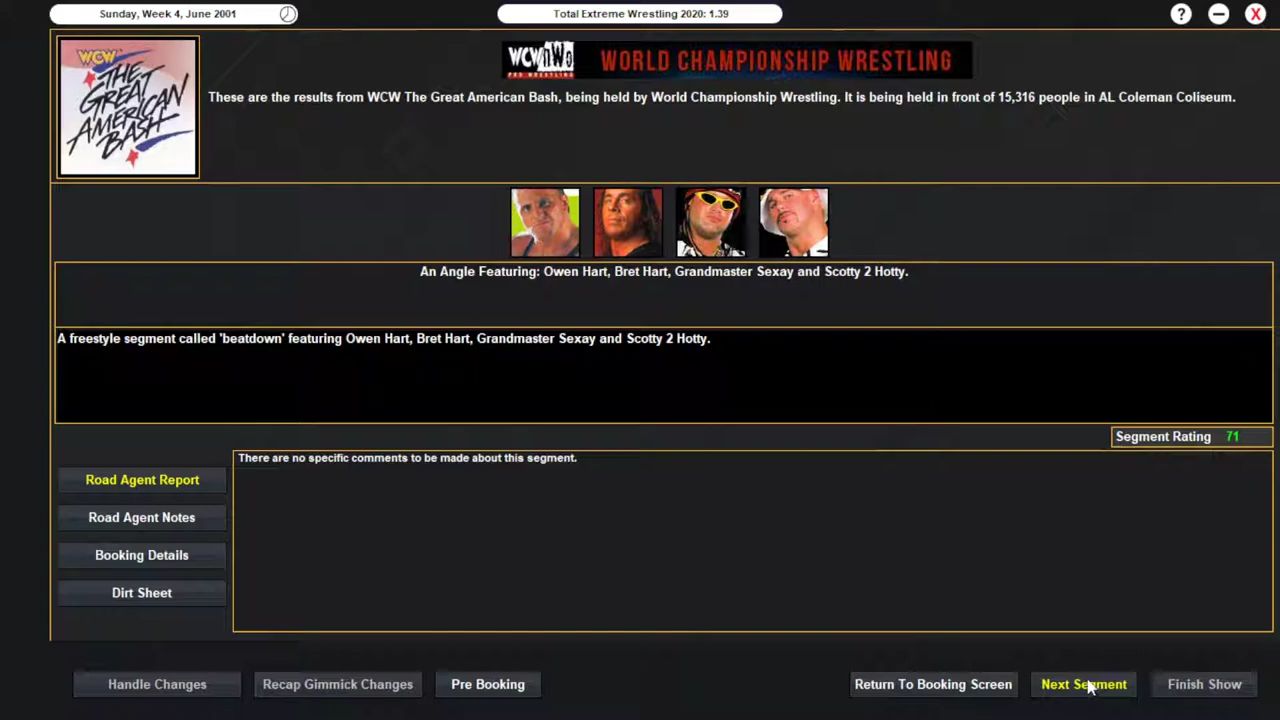 Sunday, Week 4, June 2001
Total Extreme Wrestling 2020: 1.39
?
X
WCW
THE GREAT AMERICAN BASH
WCW nWo
PRO WRESTLING
WORLD CHAMPIONSHIP WRESTLING
These are the results from WCW The Great American Bash, being held by World Championship Wrestling. It is being held in front of 15,316 people in AL Coleman Coliseum.
An Angle Featuring: Owen Hart, Bret Hart, Grandmaster Sexay and Scotty 2 Hotty.
A freestyle segment called 'beatdown' featuring Owen Hart, Bret Hart, Grandmaster Sexay and Scotty 2 Hotty.
Segment Rating 71
Road Agent Report
Road Agent Notes
Booking Details
Dirt Sheet
There are no specific comments to be made about this segment.
Handle Changes
Recap Gimmick Changes
Pre Booking
Return To Booking Screen
Next Segment
Finish Show